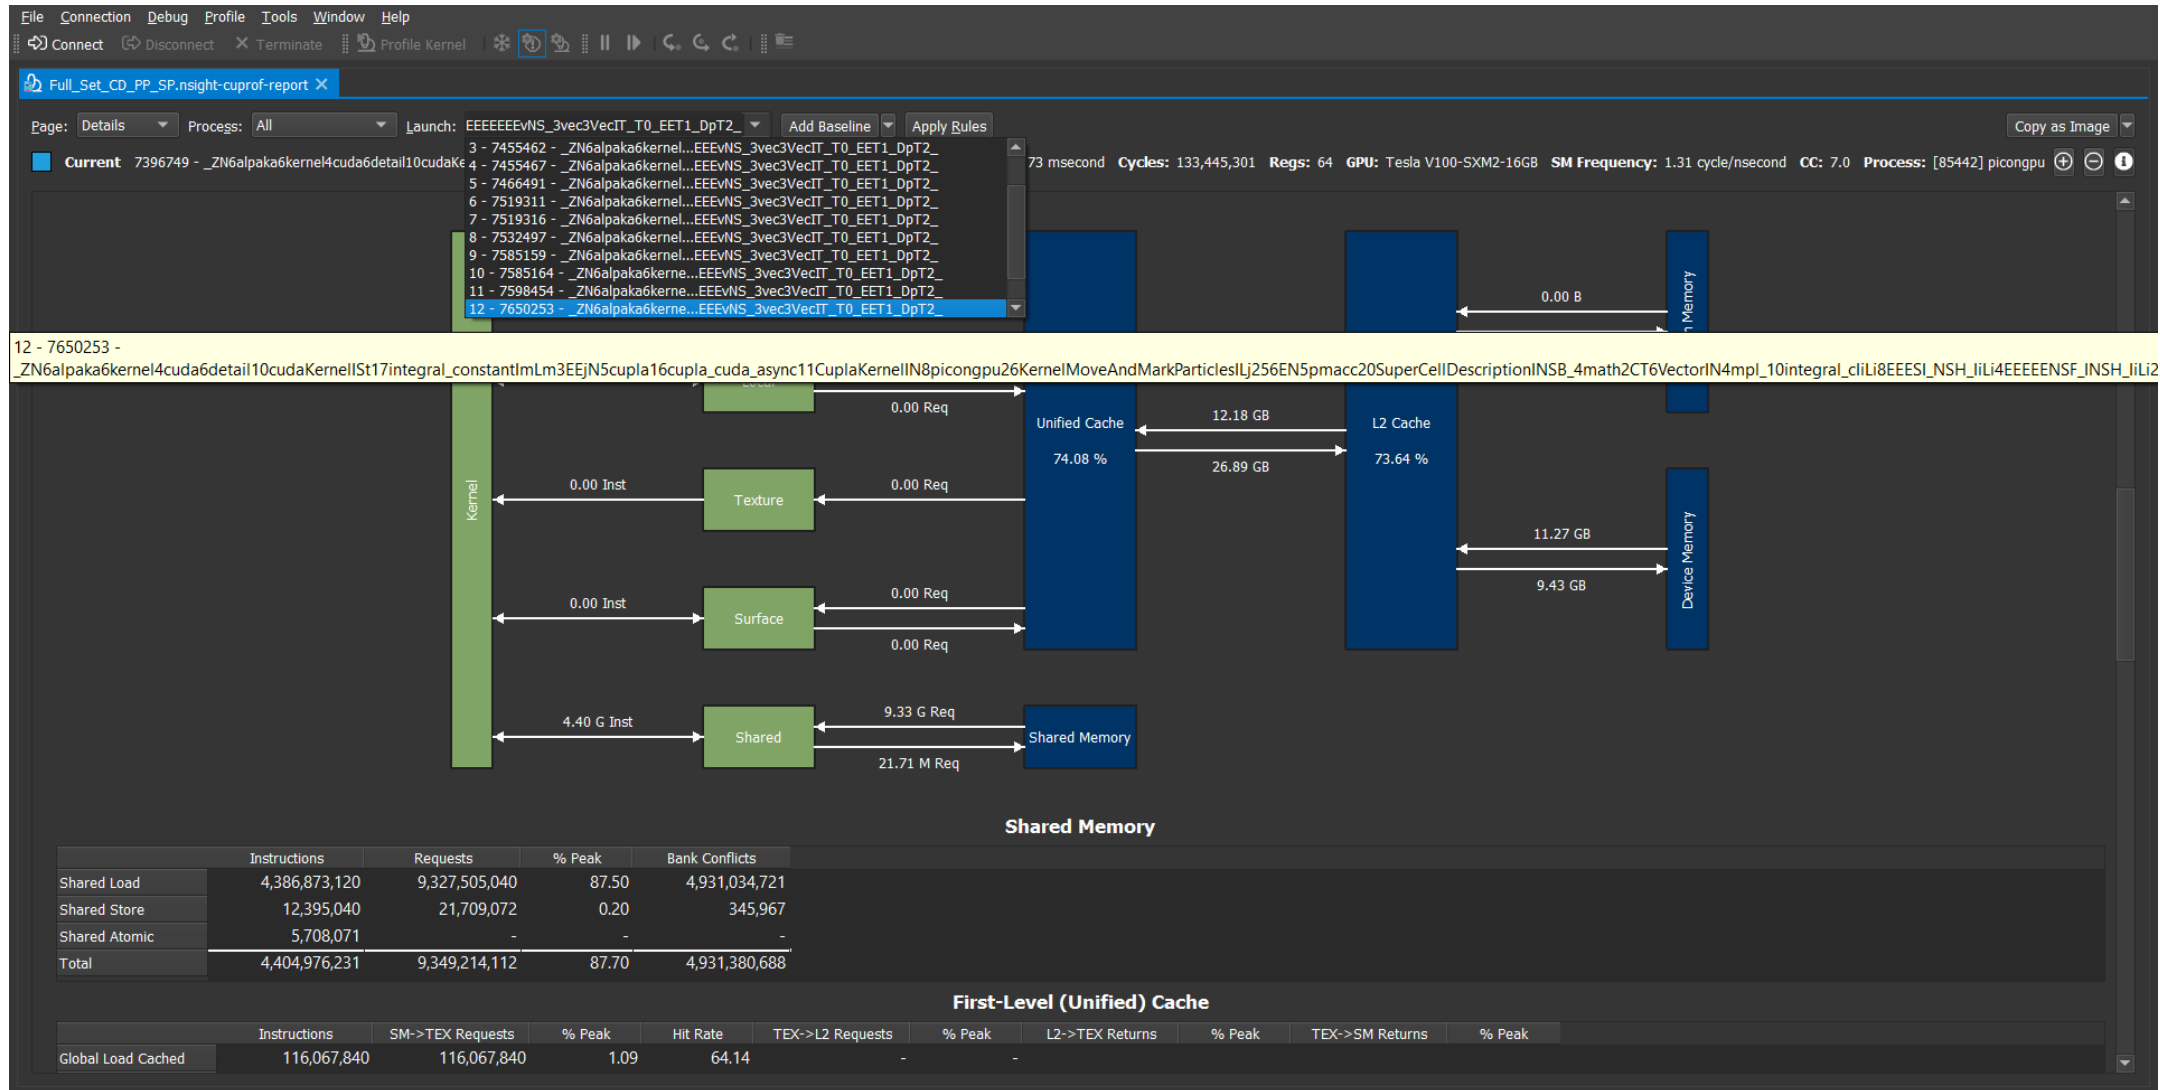 File Connection Debug Profile Tools Window Help
Connect Disconnect Terminate Profile Kernel
Full_Set_CD_PP_SP.nsight-cuprof-report
Page: Details Process: All Launch: EEEEEEEvNS_3vec3VecIT_T0_EET1_DpT2_ Add Baseline Apply Rules Copy as Image
Current 7396749 - _ZN6alpaka6kernel4cuda6detail10cudaKe 73 msecond Cycles: 133,445,301 Regs: 64 GPU: Tesla V100-SXM2-16GB SM Frequency: 1.31 cycle/nsecond CC: 7.0 Process: [85442] picongpu
3 - 7455462 - _ZN6alpaka6kernel...EEEvNS_3vec3VecIT_T0_EET1_DpT2_
4 - 7455467 - _ZN6alpaka6kernel...EEEvNS_3vec3VecIT_T0_EET1_DpT2_
5 - 7466491 - _ZN6alpaka6kernel...EEEvNS_3vec3VecIT_T0_EET1_DpT2_
6 - 7519311 - _ZN6alpaka6kernel...EEEvNS_3vec3VecIT_T0_EET1_DpT2_
7 - 7519316 - _ZN6alpaka6kernel...EEEvNS_3vec3VecIT_T0_EET1_DpT2_
8 - 7532497 - _ZN6alpaka6kernel...EEEvNS_3vec3VecIT_T0_EET1_DpT2_
9 - 7585159 - _ZN6alpaka6kernel...EEEvNS_3vec3VecIT_T0_EET1_DpT2_
10 - 7585164 - _ZN6alpaka6kerne...EEEvNS_3vec3VecIT_T0_EET1_DpT2_
11 - 7598454 - _ZN6alpaka6kerne...EEEvNS_3vec3VecIT_T0_EET1_DpT2_
12 - 7650253 - _ZN6alpaka6kerne...EEEvNS_3vec3VecIT_T0_EET1_DpT2_
0.00 B
Memory
12 - 7650253 -
_ZN6alpaka6kernel4cuda6detail10cudaKernelISt17integral_constantImLm3EEjN5cupla16cupla_cuda_async11CuplaKernelIN8picongpu26KernelMoveAndMarkParticlesILj256EN5pmacc20SuperCellDescriptionINSB_4math2CT6VectorIN4mpl_10integral_cIiLi8EEESI_NSH_IiLi4EEEEENSF_INSH_IiLi2
Local
0.00 Req
Unified Cache
74.08 %
12.18 GB
26.89 GB
L2 Cache
73.64 %
Kernel
0.00 Inst
Texture
0.00 Req
11.27 GB
9.43 GB
Device Memory
0.00 Inst
Surface
0.00 Req
0.00 Req
4.40 G Inst
Shared
9.33 G Req
21.71 M Req
Shared Memory
Shared Memory
Instructions Requests % Peak Bank Conflicts
Shared Load 4,386,873,120 9,327,505,040 87.50 4,931,034,721
Shared Store 12,395,040 21,709,072 0.20 345,967
Shared Atomic 5,708,071 - - -
Total 4,404,976,231 9,349,214,112 87.70 4,931,380,688
First-Level (Unified) Cache
Instructions SM->TEX Requests % Peak Hit Rate TEX->L2 Requests % Peak L2->TEX Returns % Peak TEX->SM Returns % Peak
Global Load Cached 116,067,840 116,067,840 1.09 64.14 - -